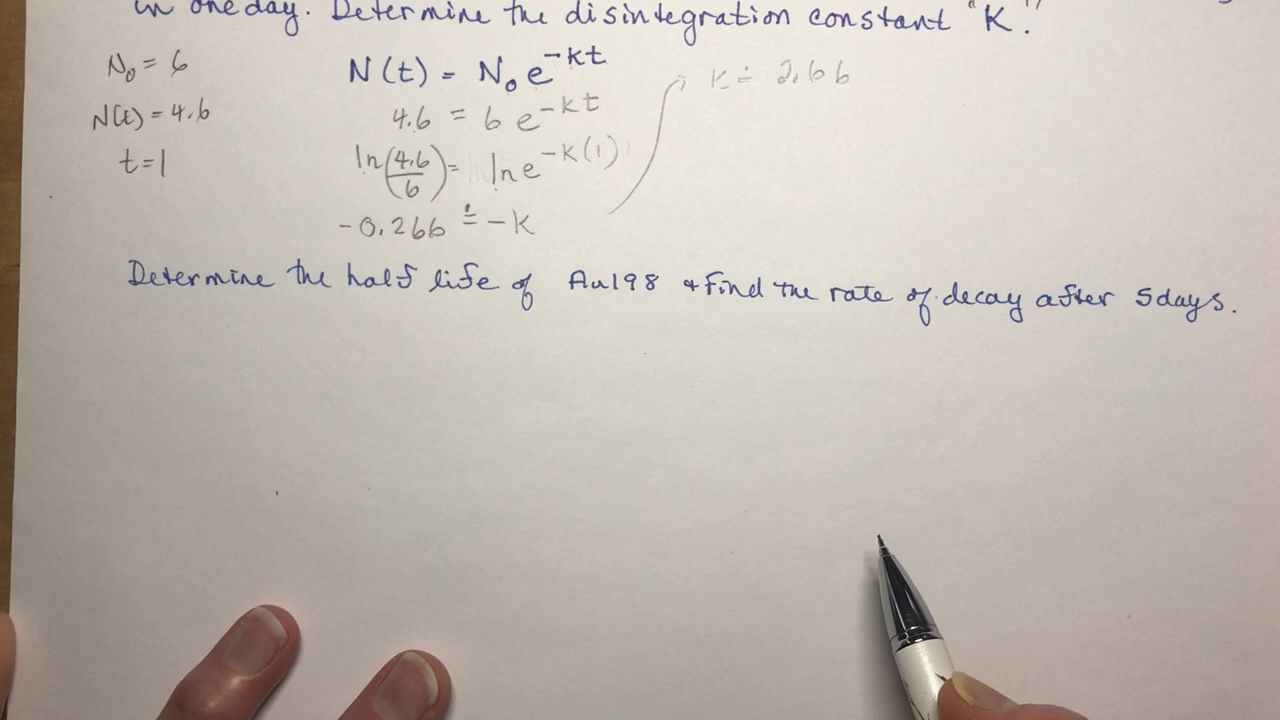 in one day. Determine the disintegration constant "K".
N₀ = 6
N(t) = 4.6
t = 1
N(t) = N₀e^-kt
4.6 = 6 e^-kt
ln(4.6/6) = ln e^-K(1)
-0.266 ≐ -K
K ≐ 2.66
Determine the half life of Au198 & find the rate of decay after 5 days.